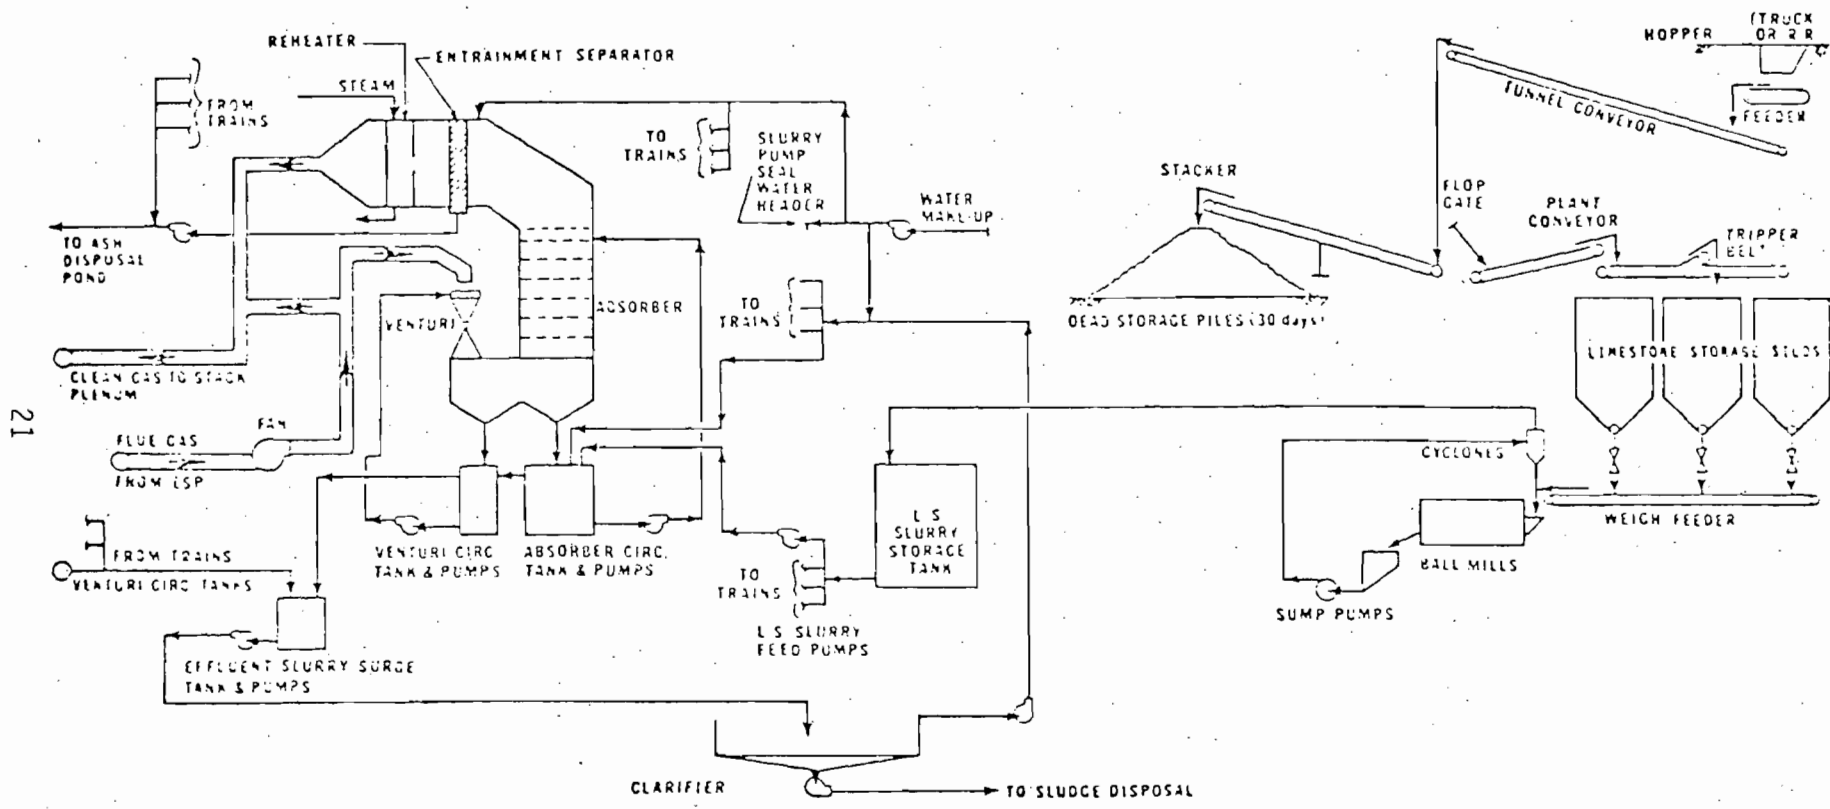 REHEATER
ENTRAINMENT SEPARATOR
STEAM
FROM
TRAINS
TO ASH
DISPOSAL
POND
VENTURI
ABSORBER
CLEAN GAS TO STACK
PLENUM
FAN
FLUE GAS
FROM ESP
FROM TRAINS
VENTURI CIRC TANKS
VENTURI CIRC
TANK & PUMPS
ABSORBER CIRC.
TANK & PUMPS
EFFLUENT SLURRY SURGE
TANK & PUMPS
TO
TRAINS
SLURRY
PUMP
SEAL
WATER
HEADER
WATER
MAKE-UP
TO
TRAINS
TO
TRAINS
L S SLURRY
FEED PUMPS
L S
SLURRY
STORAGE
TANK
CLARIFIER
TO SLUDGE DISPOSAL
STACKER
DEAD STORAGE PILES (30 days)
HOPPER
(TRUCK
OR R R
FEEDER
TUNNEL CONVEYOR
FLOP
GATE
PLANT
CONVEYOR
TRIPPER
BELT
LIMESTONE STORAGE SILOS
WEIGH FEEDER
CYCLONES
BALL MILLS
SUMP PUMPS
21